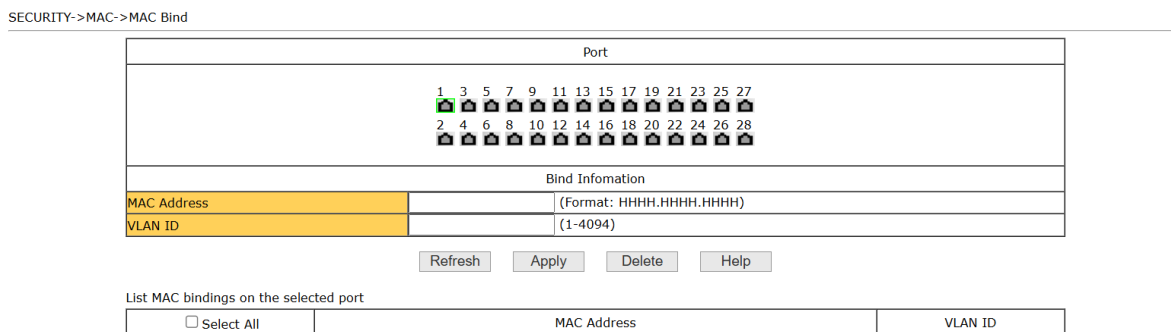 SECURITY->MAC->MAC Bind
Port
1 3 5 7 9 11 13 15 17 19 21 23 25 27
2 4 6 8 10 12 14 16 18 20 22 24 26 28
Bind Infomation
MAC Address (Format: HHHH.HHHH.HHHH)
VLAN ID (1-4094)
Refresh Apply Delete Help
List MAC bindings on the selected port
Select All MAC Address VLAN ID